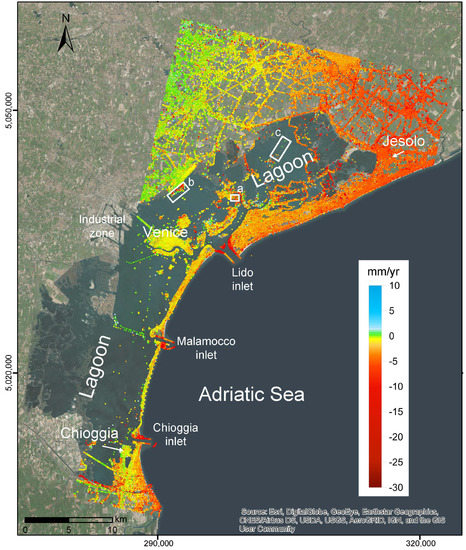 N
5,050,000
c
Jesolo
Lagoon
b
a
Industrial
zone
Venice
Lido
inlet
mm/yr
10
5
0
-5
-10
-15
-20
-25
-30
Malamocco
inlet
Lagoon
5,020,000
Adriatic Sea
Chioggia
Chioggia
inlet
Source: Esri, DigitalGlobe, GeoEye, Earthstar Geographics,
CNES/Airbus DS, USDA, USGS, AeroGRID, IGN, and the GIS
User Community
0 5 10
km
290,000
320,000